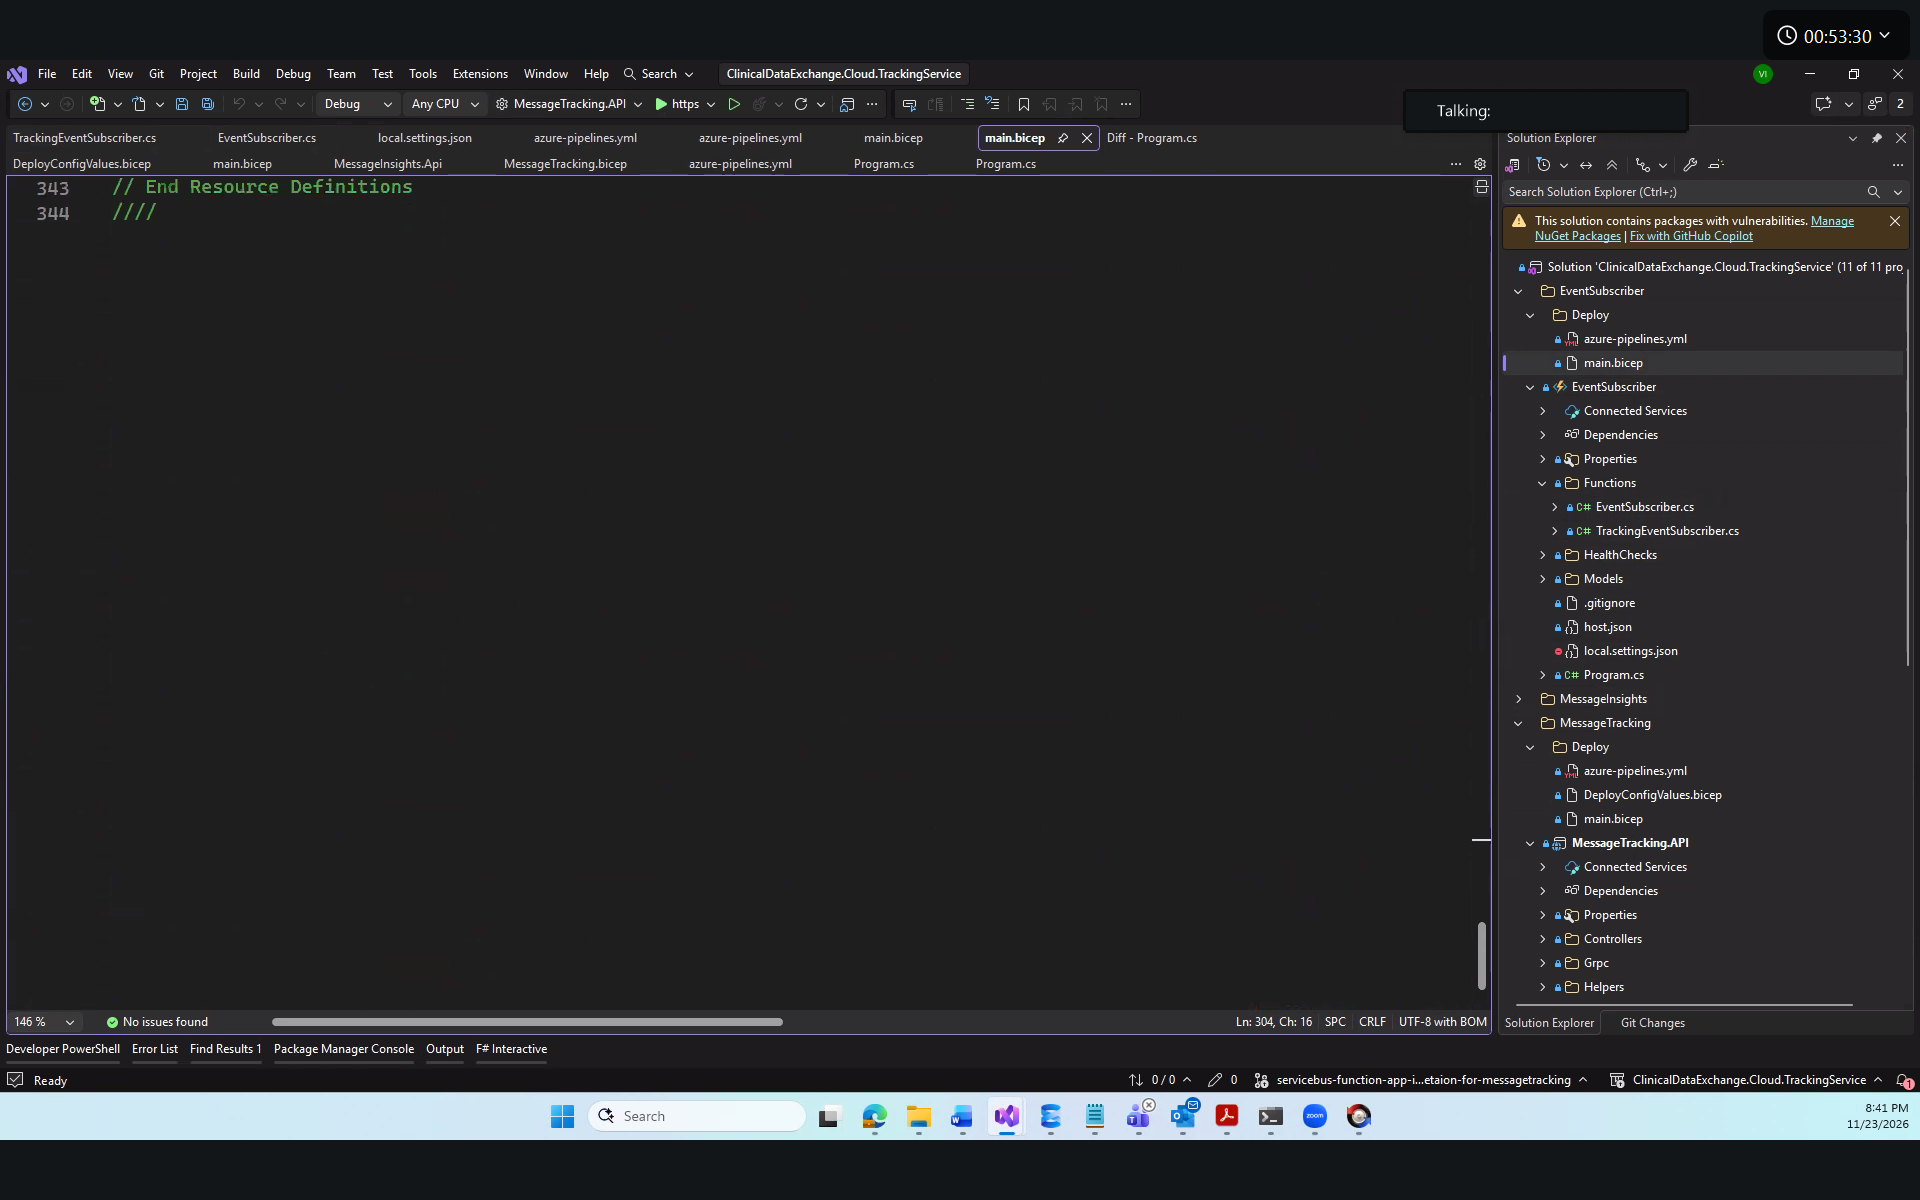 00:53:30
File Edit View Git Project Build Debug Team Test Tools Extensions Window Help Search ClinicalDataExchange.Cloud.TrackingService VI
Debug Any CPU MessageTracking.API https 2
Talking:
TrackingEventSubscriber.cs EventSubscriber.cs local.settings.json azure-pipelines.yml azure-pipelines.yml main.bicep main.bicep Diff - Program.cs
DeployConfigValues.bicep main.bicep MessageInsights.Api MessageTracking.bicep azure-pipelines.yml Program.cs Program.cs
343 // End Resource Definitions
344 ////
146 % No issues found Ln: 304, Ch: 16 SPC CRLF UTF-8 with BOM
Solution Explorer
Search Solution Explorer (Ctrl+;)
This solution contains packages with vulnerabilities. Manage
NuGet Packages | Fix with GitHub Copilot
Solution 'ClinicalDataExchange.Cloud.TrackingService' (11 of 11 pro
EventSubscriber
Deploy
azure-pipelines.yml
main.bicep
EventSubscriber
Connected Services
Dependencies
Properties
Functions
C# EventSubscriber.cs
C# TrackingEventSubscriber.cs
HealthChecks
Models
.gitignore
host.json
local.settings.json
C# Program.cs
MessageInsights
MessageTracking
Deploy
azure-pipelines.yml
DeployConfigValues.bicep
main.bicep
MessageTracking.API
Connected Services
Dependencies
Properties
Controllers
Grpc
Helpers
Solution Explorer Git Changes
Developer PowerShell Error List Find Results 1 Package Manager Console Output F# Interactive
Ready 0 / 0 0 servicebus-function-app-i...etaion-for-messagetracking ClinicalDataExchange.Cloud.TrackingService 1
Search
zoom
8:41 PM
11/23/2026